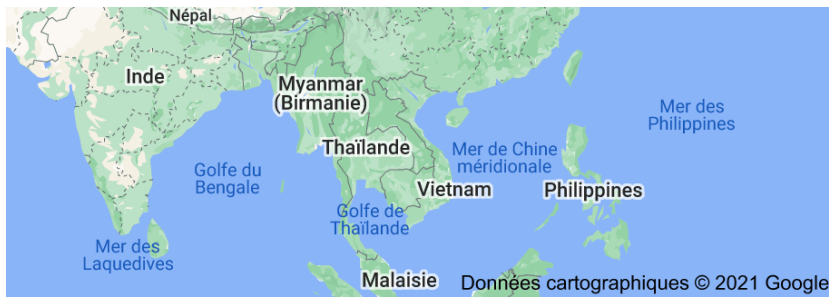 Népal
Inde
Myanmar
(Birmanie)
Mer des
Philippines
Thaïlande
Mer de Chine
méridionale
Golfe du
Bengale
Vietnam
Philippines
Golfe de
Thaïlande
Mer des
Laquedives
Malaisie
Données cartographiques © 2021 Google